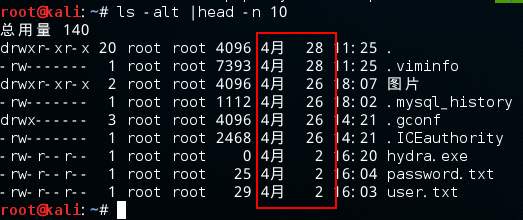 root@kali:~# ls -alt |head -n 10
总用量 140
drwxr-xr-x 20 root root 4096 4月  28 11:25 .
-rw-------  1 root root 7393 4月  28 11:25 .viminfo
drwxr-xr-x  2 root root 4096 4月  26 18:07 图片
-rw-------  1 root root 1112 4月  26 18:02 .mysql_history
drwx------  3 root root 4096 4月  26 14:21 .gconf
-rw-------  1 root root 2468 4月  26 14:21 .ICEauthority
-rw-r--r--  1 root root    0 4月   2 16:20 hydra.exe
-rw-r--r--  1 root root   25 4月   2 16:04 password.txt
-rw-r--r--  1 root root   29 4月   2 16:03 user.txt
root@kali:~#